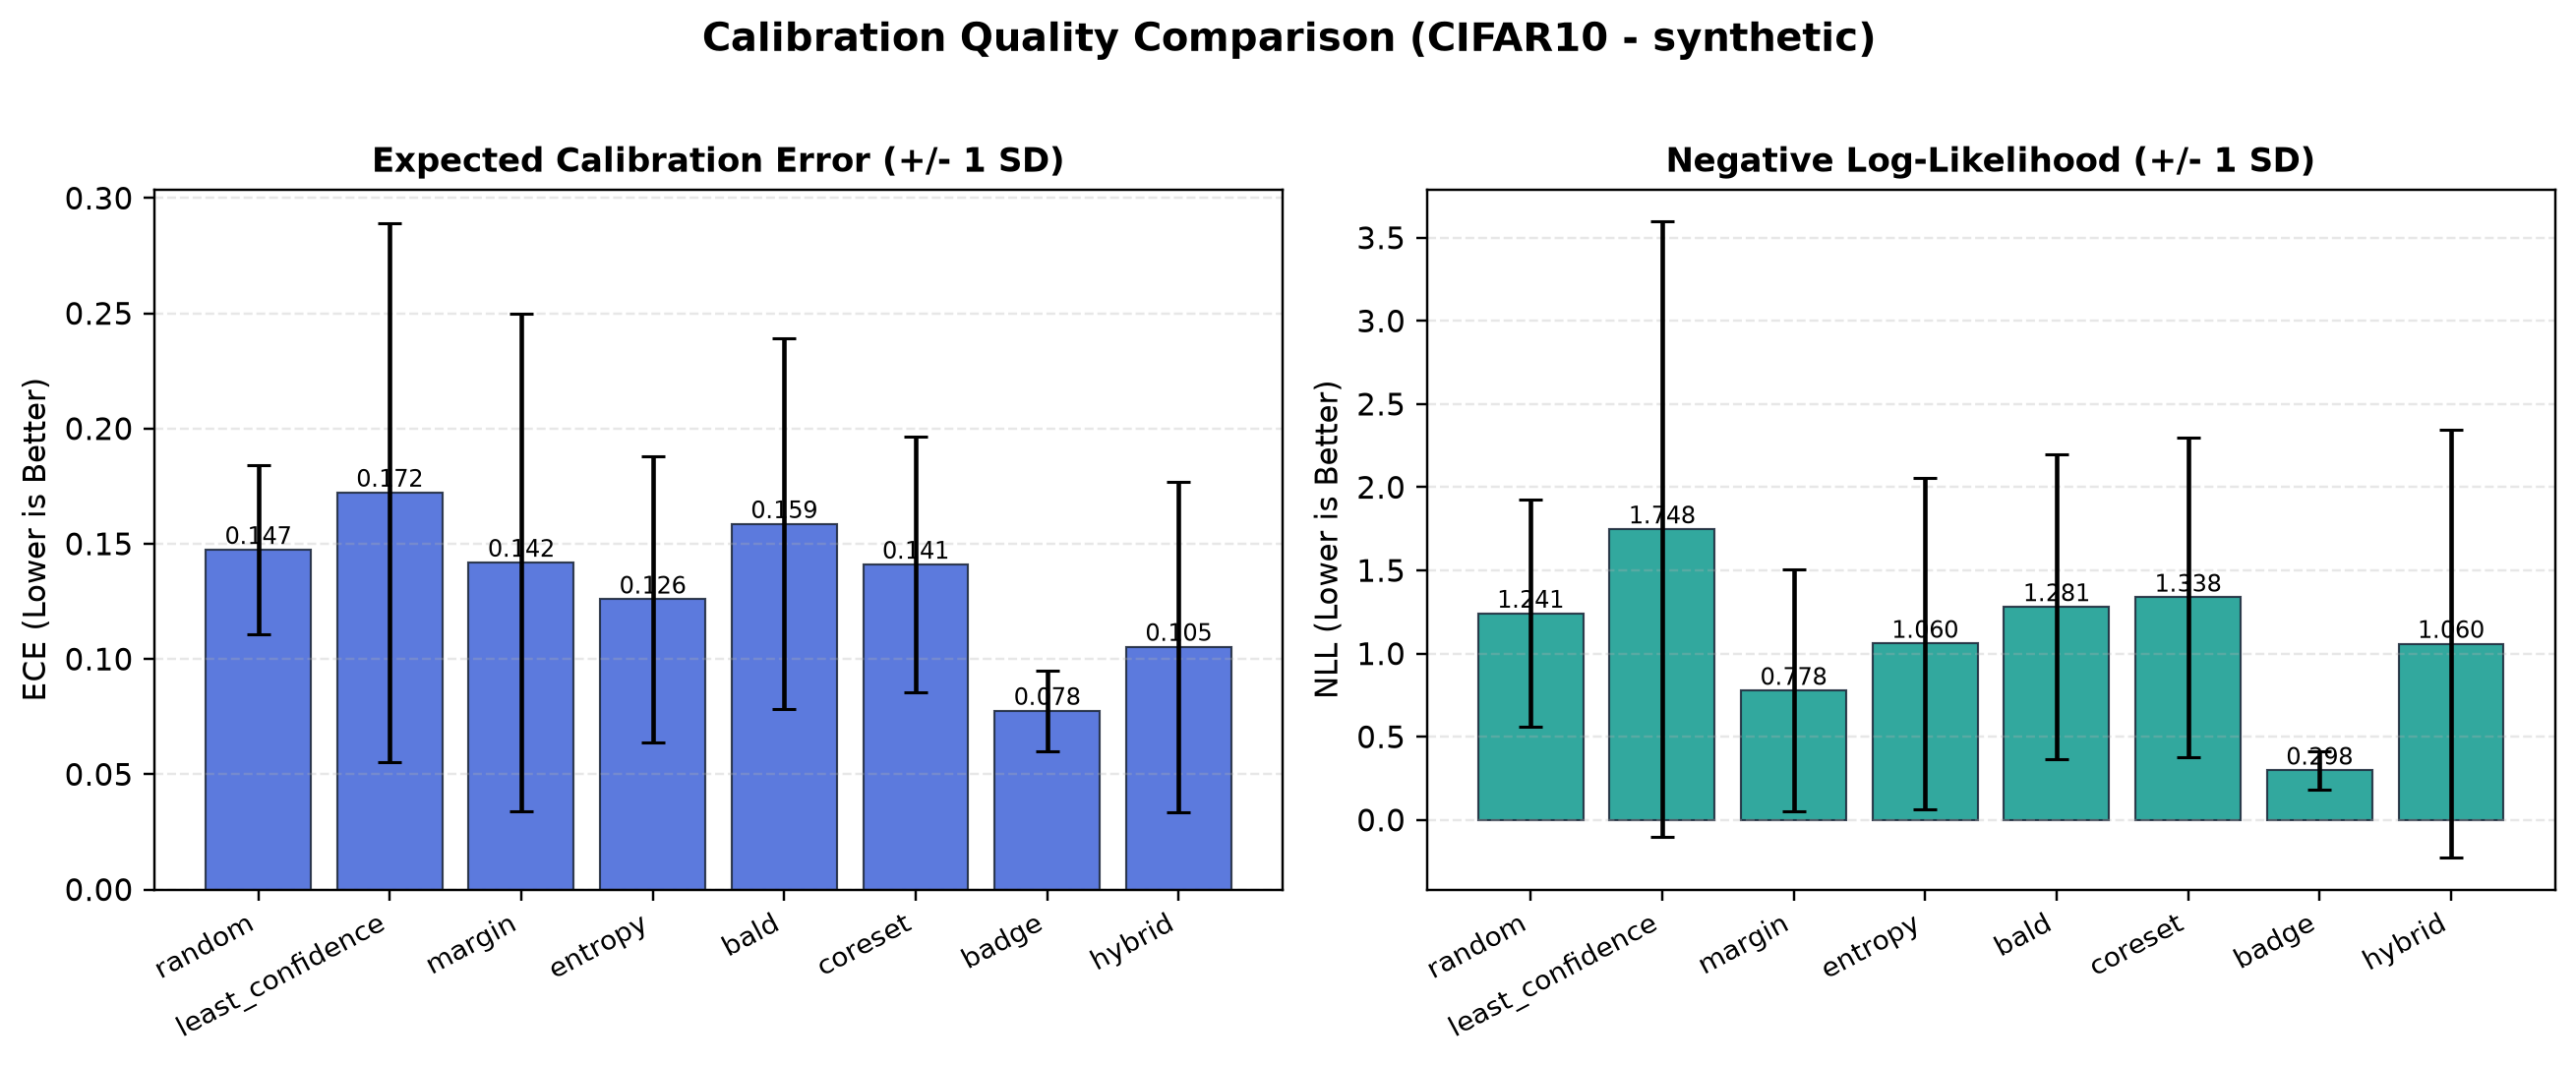 Calibration Quality Comparison (CIFAR10 - synthetic)
Expected Calibration Error (+/- 1 SD)
ECE (Lower is Better)
0.30
0.25
0.20
0.15
0.10
0.05
0.00
0.147
0.172
0.142
0.126
0.159
0.141
0.078
0.105
random
least_confidence
margin
entropy
bald
coreset
badge
hybrid
Negative Log-Likelihood (+/- 1 SD)
NLL (Lower is Better)
3.5
3.0
2.5
2.0
1.5
1.0
0.5
0.0
1.241
1.748
0.778
1.060
1.281
1.338
0.298
1.060
random
least_confidence
margin
entropy
bald
coreset
badge
hybrid